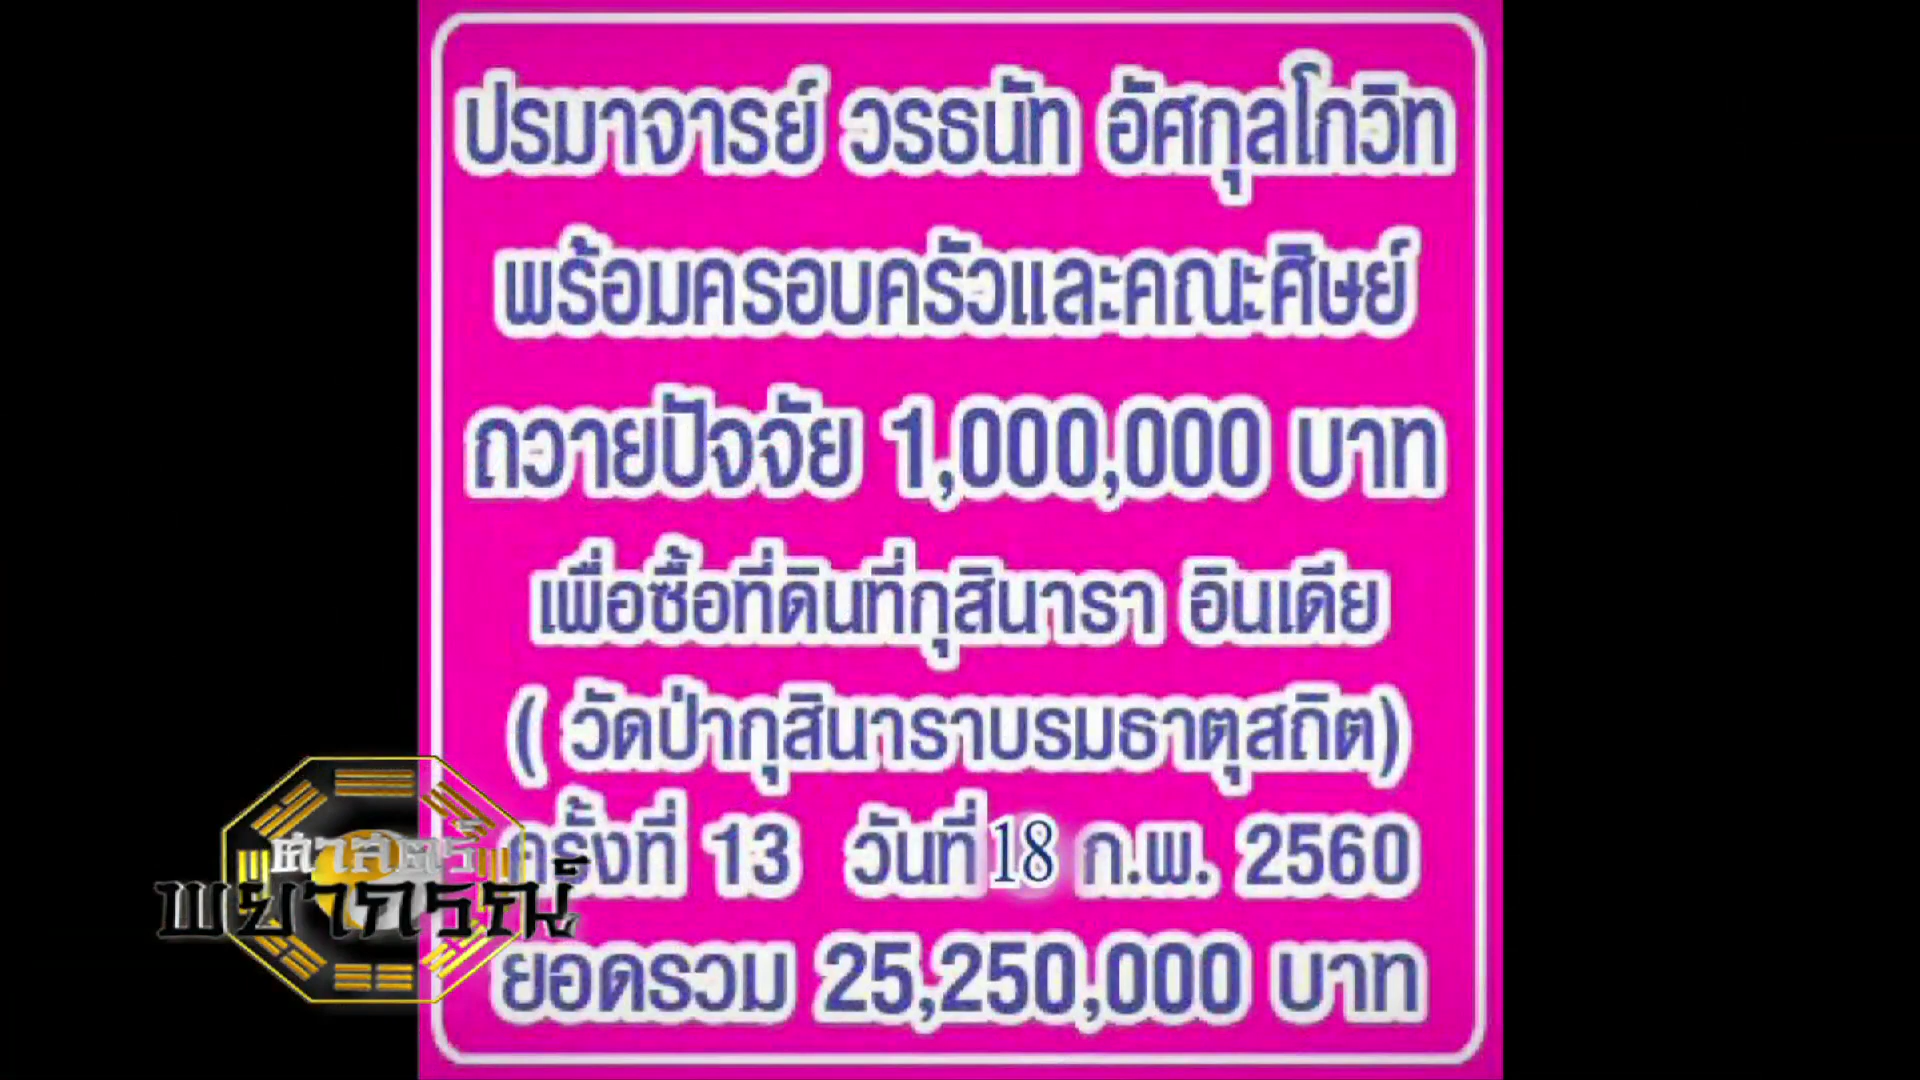 ปรมาจารย์ วรรธนัท อัศกุลโกวิท
พร้อมครอบครัวและคณะศิษย์
ถวายปัจจัย 1,000,000 บาท
เพื่อซื้อที่ดินที่กุสินารา อินเดีย
( วัดป่ากุสินาราบรมธาตุสถิต)
ครั้งที่ 13 วันที่ 18 ก.พ. 2560
ยอดรวม 25,250,000 บาท
ศาสตร์
พยากรณ์